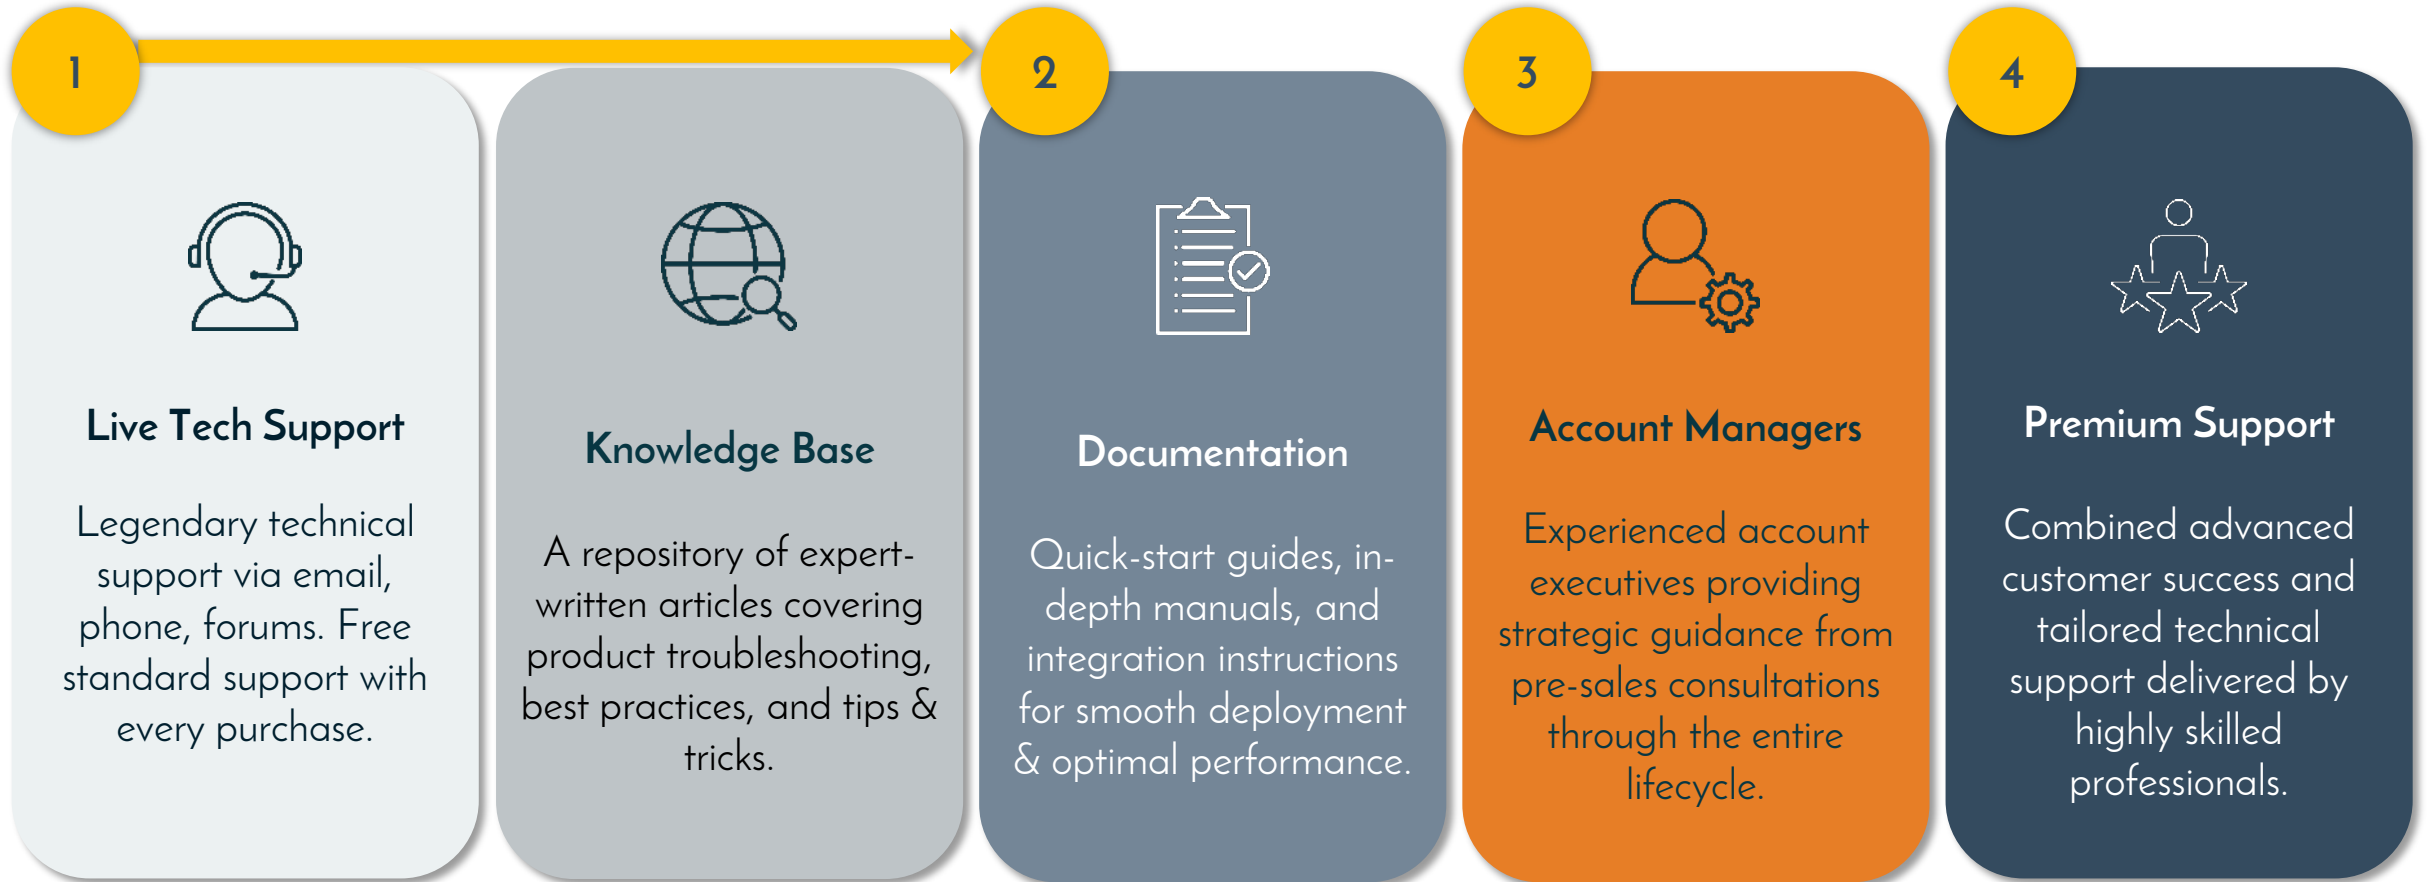 1
Live Tech Support
Legendary technical
support via email,
phone, forums. Free
standard support with
every purchase.
Knowledge Base
A repository of expert-
written articles covering
product troubleshooting,
best practices, and tips &
tricks.
2
Documentation
Quick-start guides, in-
depth manuals, and
integration instructions
for smooth deployment
& optimal performance.
3
Account Managers
Experienced account
executives providing
strategic guidance from
pre-sales consultations
through the entire
lifecycle.
4
Premium Support
Combined advanced
customer success and
tailored technical
support delivered by
highly skilled
professionals.